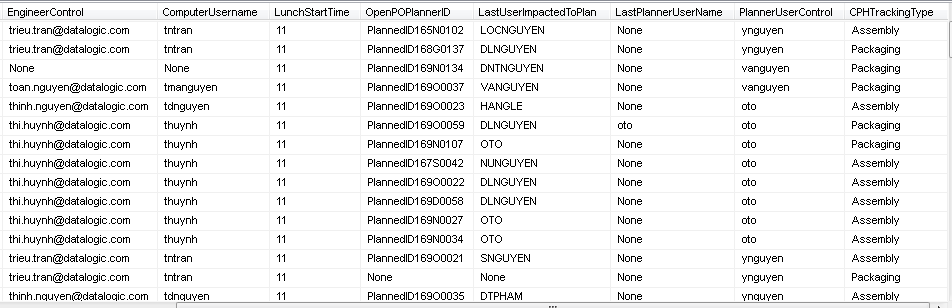 EngineerControl ComputerUsername LunchStartTime OpenPOPlannerID LastUserImpactedToPlan LastPlannerUserName PlannerUserControl CPHTrackingType
trieu.tran@datalogic.com tntran 11 PlannedID165N0102 LOCNGUYEN None ynguyen Assembly
trieu.tran@datalogic.com tntran 11 PlannedID168G0137 DLNGUYEN None ynguyen Packaging
None None 11 PlannedID169N0134 DNTNGUYEN None vanguyen Packaging
toan.nguyen@datalogic.com tmanguyen 11 PlannedID169O0037 VANGUYEN None vanguyen Packaging
thinh.nguyen@datalogic.com tdnguyen 11 PlannedID169O0023 HANGLE None oto Assembly
thi.huynh@datalogic.com thuynh 11 PlannedID169O0059 DLNGUYEN oto oto Packaging
thi.huynh@datalogic.com thuynh 11 PlannedID169N0107 OTO None oto Packaging
thi.huynh@datalogic.com thuynh 11 PlannedID167S0042 NUNGUYEN None oto Assembly
thi.huynh@datalogic.com thuynh 11 PlannedID169O0022 DLNGUYEN None oto Assembly
thi.huynh@datalogic.com thuynh 11 PlannedID169D0058 DLNGUYEN None oto Assembly
thi.huynh@datalogic.com thuynh 11 PlannedID169N0027 OTO None oto Assembly
thi.huynh@datalogic.com thuynh 11 PlannedID169N0034 OTO None oto Assembly
trieu.tran@datalogic.com tntran 11 PlannedID169O0021 SNGUYEN None ynguyen Assembly
trieu.tran@datalogic.com tntran 11 None None None ynguyen Packaging
thinh.nguyen@datalogic.com tdnguyen 11 PlannedID169O0035 DTPHAM None ynguyen Assembly